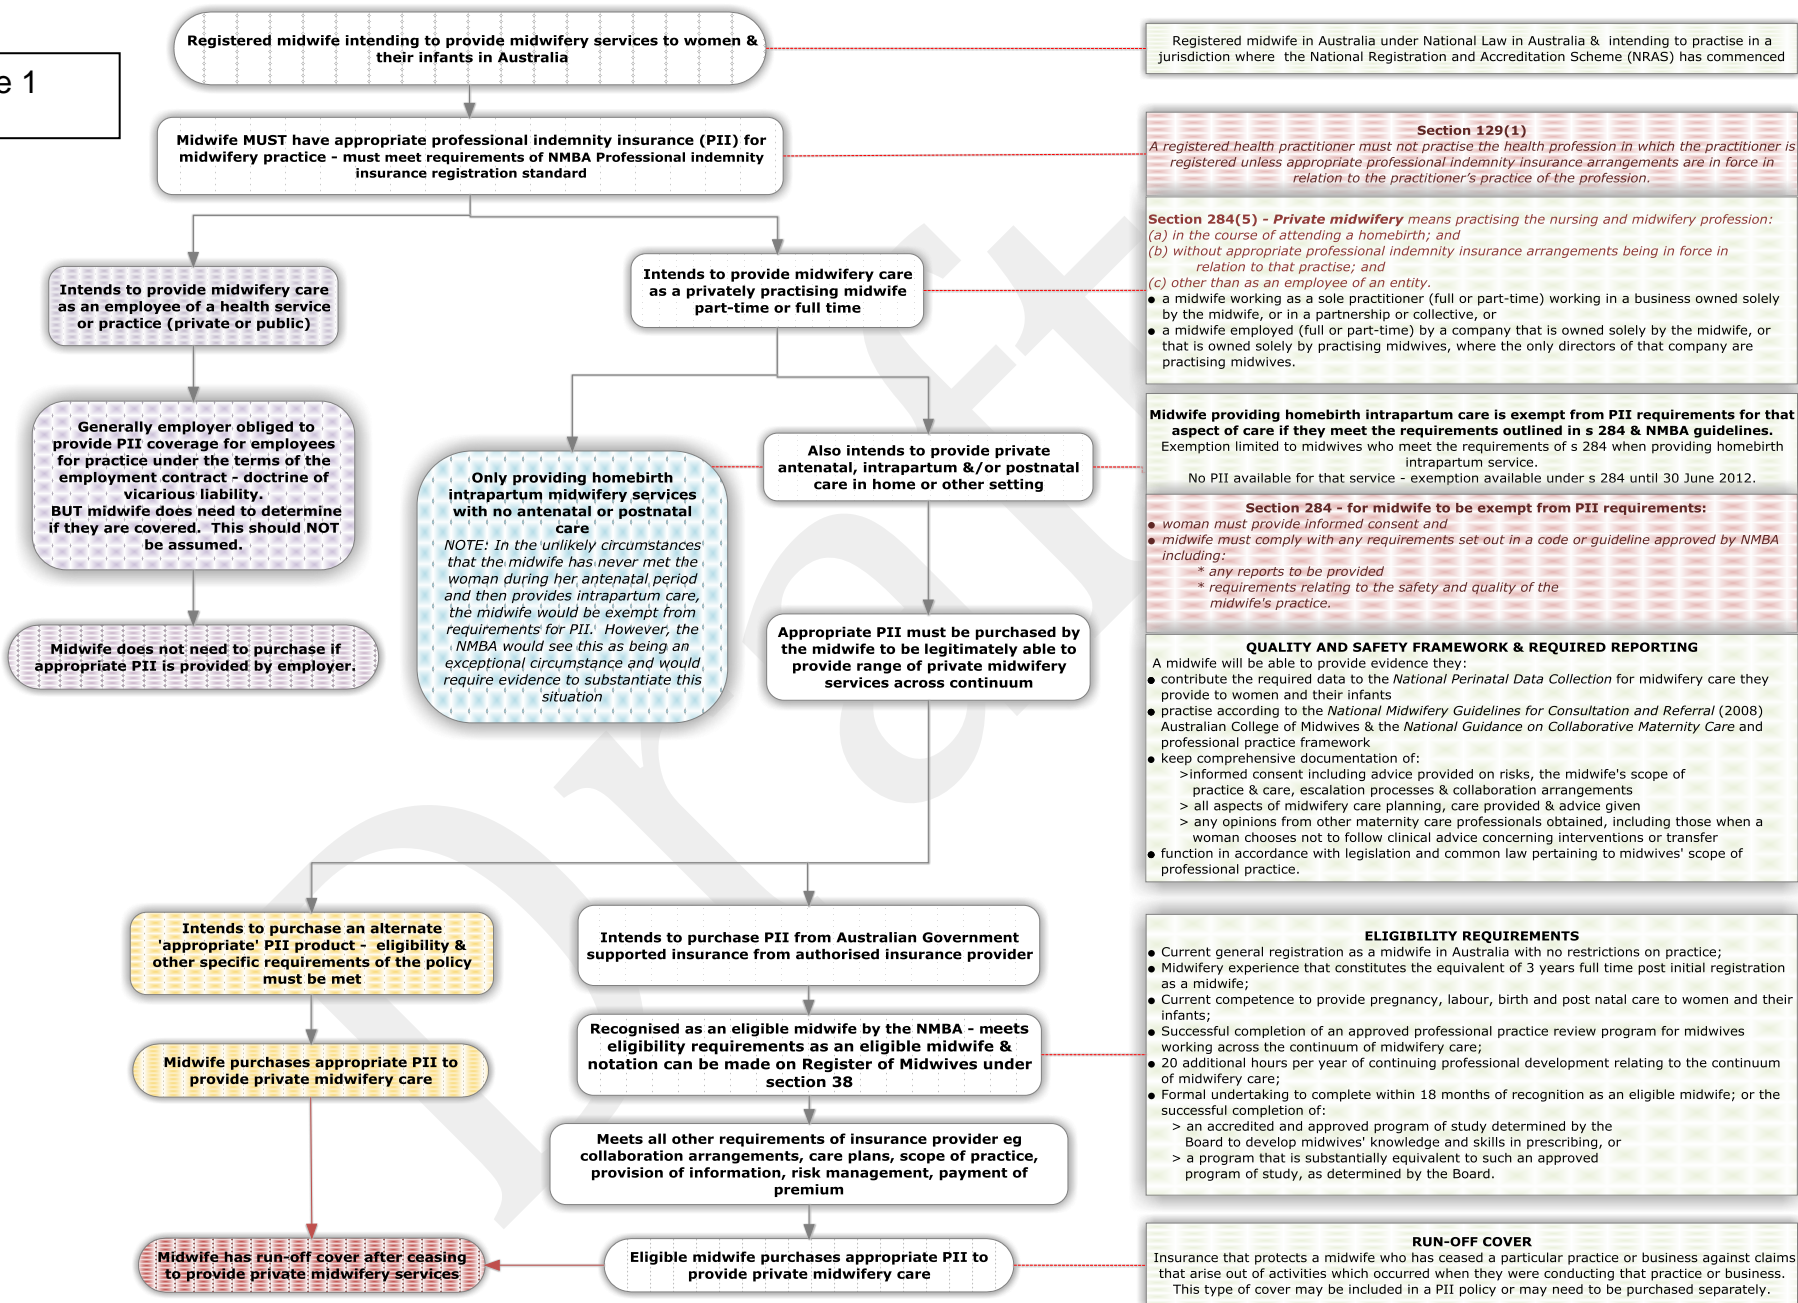 e 1
Registered midwife intending to provide midwifery services to women &
their infants in Australia
Midwife MUST have appropriate professional indemnity insurance (PII) for
midwifery practice - must meet requirements of NMBA Professional indemnity
insurance registration standard
Intends to provide midwifery care
as an employee of a health service
or practice (private or public)
Generally employer obliged to
provide PII coverage for employees
for practice under the terms of the
employment contract - doctrine of
vicarious liability.
BUT midwife does need to determine
if they are covered. This should NOT
be assumed.
Midwife does not need to purchase if
appropriate PII is provided by employer.
Intends to provide midwifery care
as a privately practising midwife
part-time or full time
Only providing homebirth
intrapartum midwifery services
with no antenatal or postnatal
care
NOTE: In the unlikely circumstances
that the midwife has never met the
woman during her antenatal period
and then provides intrapartum care,
the midwife would be exempt from
requirements for PII. However, the
NMBA would see this as being an
exceptional circumstance and would
require evidence to substantiate this
situation
Also intends to provide private
antenatal, intrapartum &/or postnatal
care in home or other setting
Appropriate PII must be purchased by
the midwife to be legitimately able to
provide range of private midwifery
services across continuum
Intends to purchase an alternate
'appropriate' PII product - eligibility &
other specific requirements of the policy
must be met
Midwife purchases appropriate PII to
provide private midwifery care
Midwife has run-off cover after ceasing
to provide private midwifery services
Intends to purchase PII from Australian Government
supported insurance from authorised insurance provider
Recognised as an eligible midwife by the NMBA - meets
eligibility requirements as an eligible midwife &
notation can be made on Register of Midwives under
section 38
Meets all other requirements of insurance provider eg
collaboration arrangements, care plans, scope of practice,
provision of information, risk management, payment of
premium
Eligible midwife purchases appropriate PII to
provide private midwifery care
Registered midwife in Australia under National Law in Australia & intending to practise in a
jurisdiction where the National Registration and Accreditation Scheme (NRAS) has commenced
Section 129(1)
A registered health practitioner must not practise the health profession in which the practitioner is
registered unless appropriate professional indemnity insurance arrangements are in force in
relation to the practitioner's practice of the profession.
Section 284(5) - Private midwifery means practising the nursing and midwifery profession:
(a) in the course of attending a homebirth; and
(b) without appropriate professional indemnity insurance arrangements being in force in
relation to that practise; and
(c) other than as an employee of an entity.
● a midwife working as a sole practitioner (full or part-time) working in a business owned solely
by the midwife, or in a partnership or collective, or
● a midwife employed (full or part-time) by a company that is owned solely by the midwife, or
that is owned solely by practising midwives, where the only directors of that company are
practising midwives.
Midwife providing homebirth intrapartum care is exempt from PII requirements for that
aspect of care if they meet the requirements outlined in s 284 & NMBA guidelines.
Exemption limited to midwives who meet the requirements of s 284 when providing homebirth
intrapartum service.
No PII available for that service - exemption available under s 284 until 30 June 2012.
Section 284 - for midwife to be exempt from PII requirements:
● woman must provide informed consent and
● midwife must comply with any requirements set out in a code or guideline approved by NMBA
including:
* any reports to be provided
* requirements relating to the safety and quality of the
midwife's practice.
QUALITY AND SAFETY FRAMEWORK & REQUIRED REPORTING
A midwife will be able to provide evidence they:
● contribute the required data to the National Perinatal Data Collection for midwifery care they
provide to women and their infants
● practise according to the National Midwifery Guidelines for Consultation and Referral (2008)
Australian College of Midwives & the National Guidance on Collaborative Maternity Care and
professional practice framework
● keep comprehensive documentation of:
>informed consent including advice provided on risks, the midwife's scope of
practice & care, escalation processes & collaboration arrangements
> all aspects of midwifery care planning, care provided & advice given
> any opinions from other maternity care professionals obtained, including those when a
woman chooses not to follow clinical advice concerning interventions or transfer
● function in accordance with legislation and common law pertaining to midwives' scope of
professional practice.
ELIGIBILITY REQUIREMENTS
● Current general registration as a midwife in Australia with no restrictions on practice;
● Midwifery experience that constitutes the equivalent of 3 years full time post initial registration
as a midwife;
● Current competence to provide pregnancy, labour, birth and post natal care to women and their
infants;
● Successful completion of an approved professional practice review program for midwives
working across the continuum of midwifery care;
● 20 additional hours per year of continuing professional development relating to the continuum
of midwifery care;
● Formal undertaking to complete within 18 months of recognition as an eligible midwife; or the
successful completion of:
> an accredited and approved program of study determined by the
Board to develop midwives' knowledge and skills in prescribing, or
> a program that is substantially equivalent to such an approved
program of study, as determined by the Board.
RUN-OFF COVER
Insurance that protects a midwife who has ceased a particular practice or business against claims
that arise out of activities which occurred when they were conducting that practice or business.
This type of cover may be included in a PII policy or may need to be purchased separately.
Draft